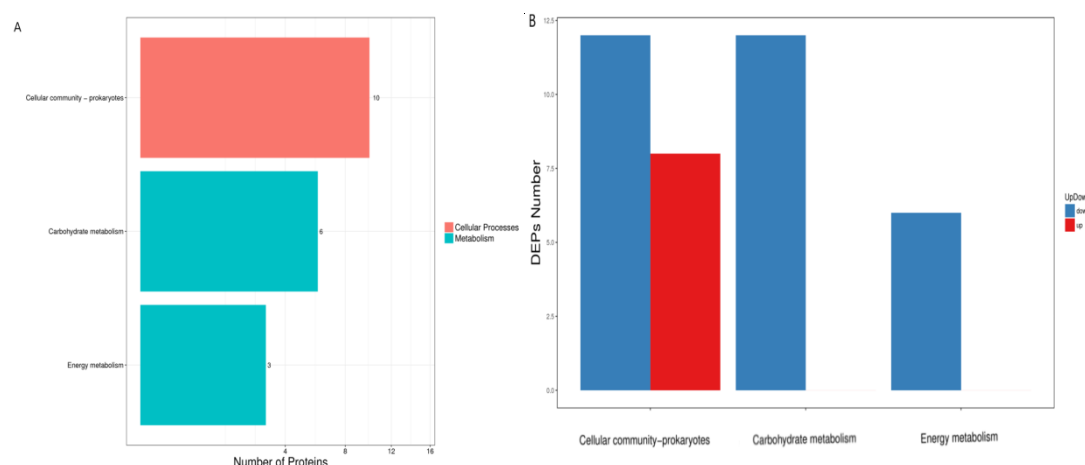 A
Cellular community - prokaryotes
10
Carbohydrate metabolism
6
Energy metabolism
3
4 8 12 16
Number of Proteins
Cellular Processes
Metabolism
B
12.5
10.0
7.5
5.0
2.5
0.0
DEPs Number
Cellular community-prokaryotes Carbohydrate metabolism Energy metabolism
UpDow
dow
up